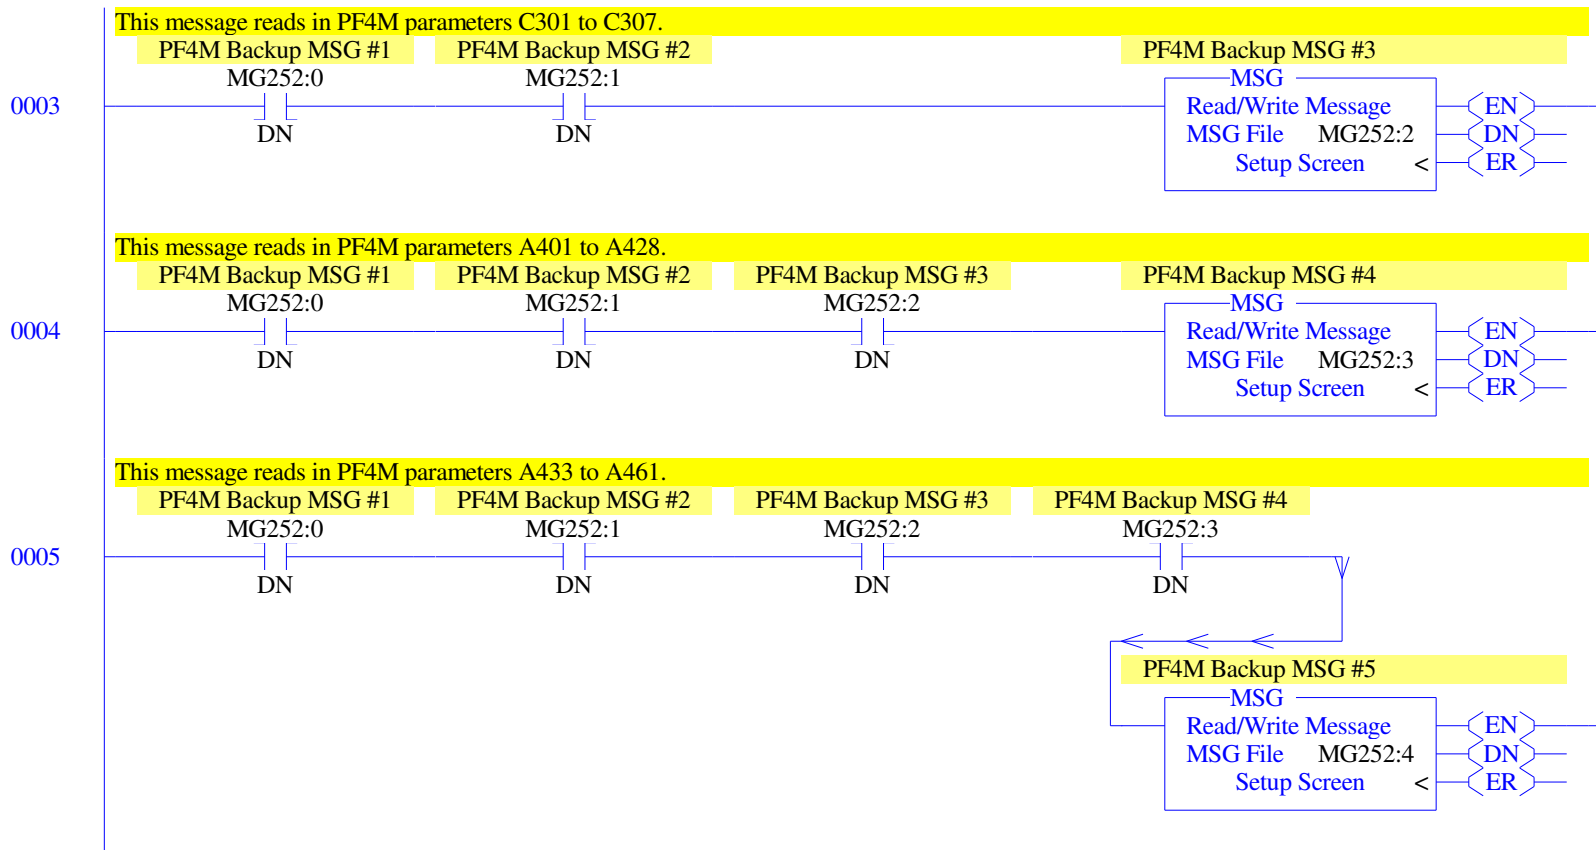 This message reads in PF4M parameters C301 to C307.
PF4M Backup MSG #1 PF4M Backup MSG #2 PF4M Backup MSG #3
MG252:0 MG252:1 MSG
0003 Read/Write Message EN
DN DN MSG File MG252:2 DN
Setup Screen < ER
This message reads in PF4M parameters A401 to A428.
PF4M Backup MSG #1 PF4M Backup MSG #2 PF4M Backup MSG #3 PF4M Backup MSG #4
MG252:0 MG252:1 MG252:2 MSG
0004 Read/Write Message EN
DN DN DN MSG File MG252:3 DN
Setup Screen < ER
This message reads in PF4M parameters A433 to A461.
PF4M Backup MSG #1 PF4M Backup MSG #2 PF4M Backup MSG #3 PF4M Backup MSG #4
MG252:0 MG252:1 MG252:2 MG252:3
0005
DN DN DN DN
PF4M Backup MSG #5
MSG
Read/Write Message EN
MSG File MG252:4 DN
Setup Screen < ER